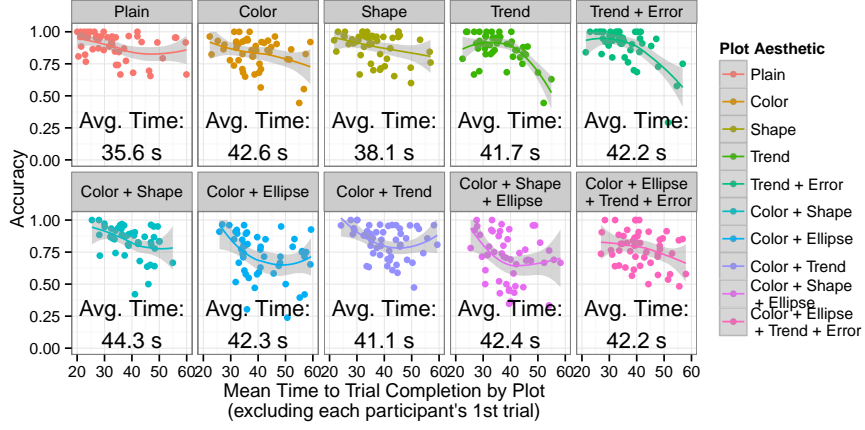 Plain Color Shape Trend Trend + Error
1.00
0.75
0.50
0.25
0.00
Avg. Time: Avg. Time: Avg. Time: Avg. Time: Avg. Time:
35.6 s 42.6 s 38.1 s 41.7 s 42.2 s
Accuracy
Color + Shape Color + Ellipse Color + Trend Color + Shape + Ellipse Color + Ellipse + Trend + Error
1.00
0.75
0.50
0.25
0.00
Avg. Time: Avg. Time: Avg. Time: Avg. Time: Avg. Time:
44.3 s 42.3 s 41.1 s 42.4 s 42.2 s
20 30 40 50 60 20 30 40 50 60 20 30 40 50 60 20 30 40 50 60 20 30 40 50 60
Mean Time to Trial Completion by Plot
(excluding each participant's 1st trial)
Plot Aesthetic
Plain
Color
Shape
Trend
Trend + Error
Color + Shape
Color + Ellipse
Color + Trend
Color + Shape
+ Ellipse
Color + Ellipse
+ Trend + Error